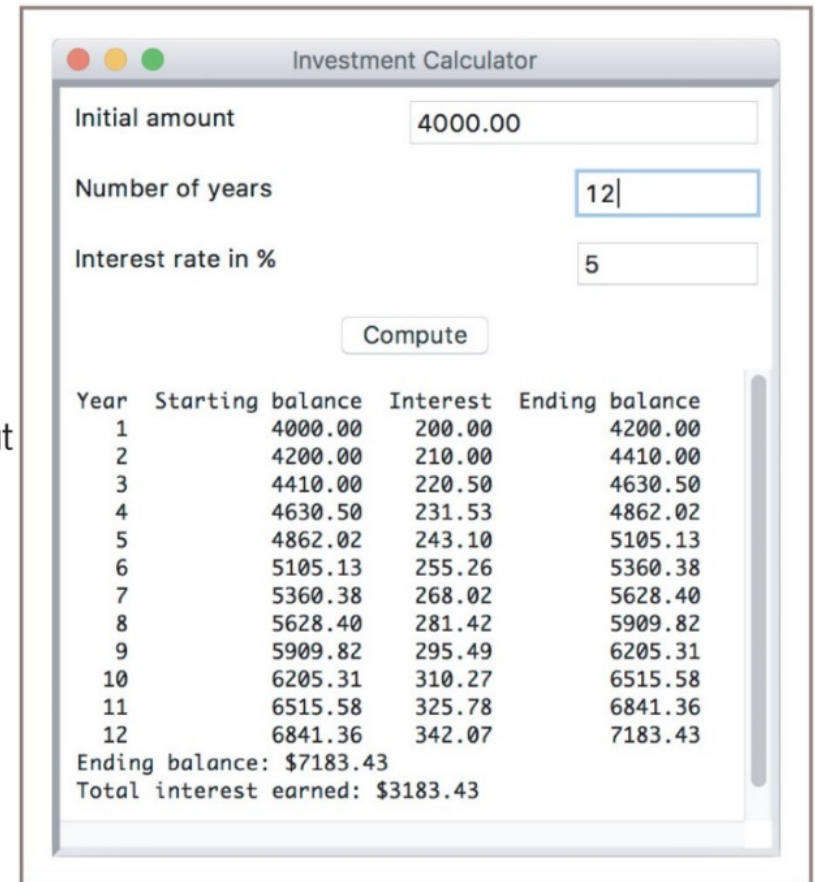 Investment Calculator
Initial amount 4000.00
Number of years 12
Interest rate in % 5
Compute
Year Starting balance Interest Ending balance
1 4000.00 200.00 4200.00
2 4200.00 210.00 4410.00
3 4410.00 220.50 4630.50
4 4630.50 231.53 4862.02
5 4862.02 243.10 5105.13
6 5105.13 255.26 5360.38
7 5360.38 268.02 5628.40
8 5628.40 281.42 5909.82
9 5909.82 295.49 6205.31
10 6205.31 310.27 6515.58
11 6515.58 325.78 6841.36
12 6841.36 342.07 7183.43
Ending balance: $7183.43
Total interest earned: $3183.43